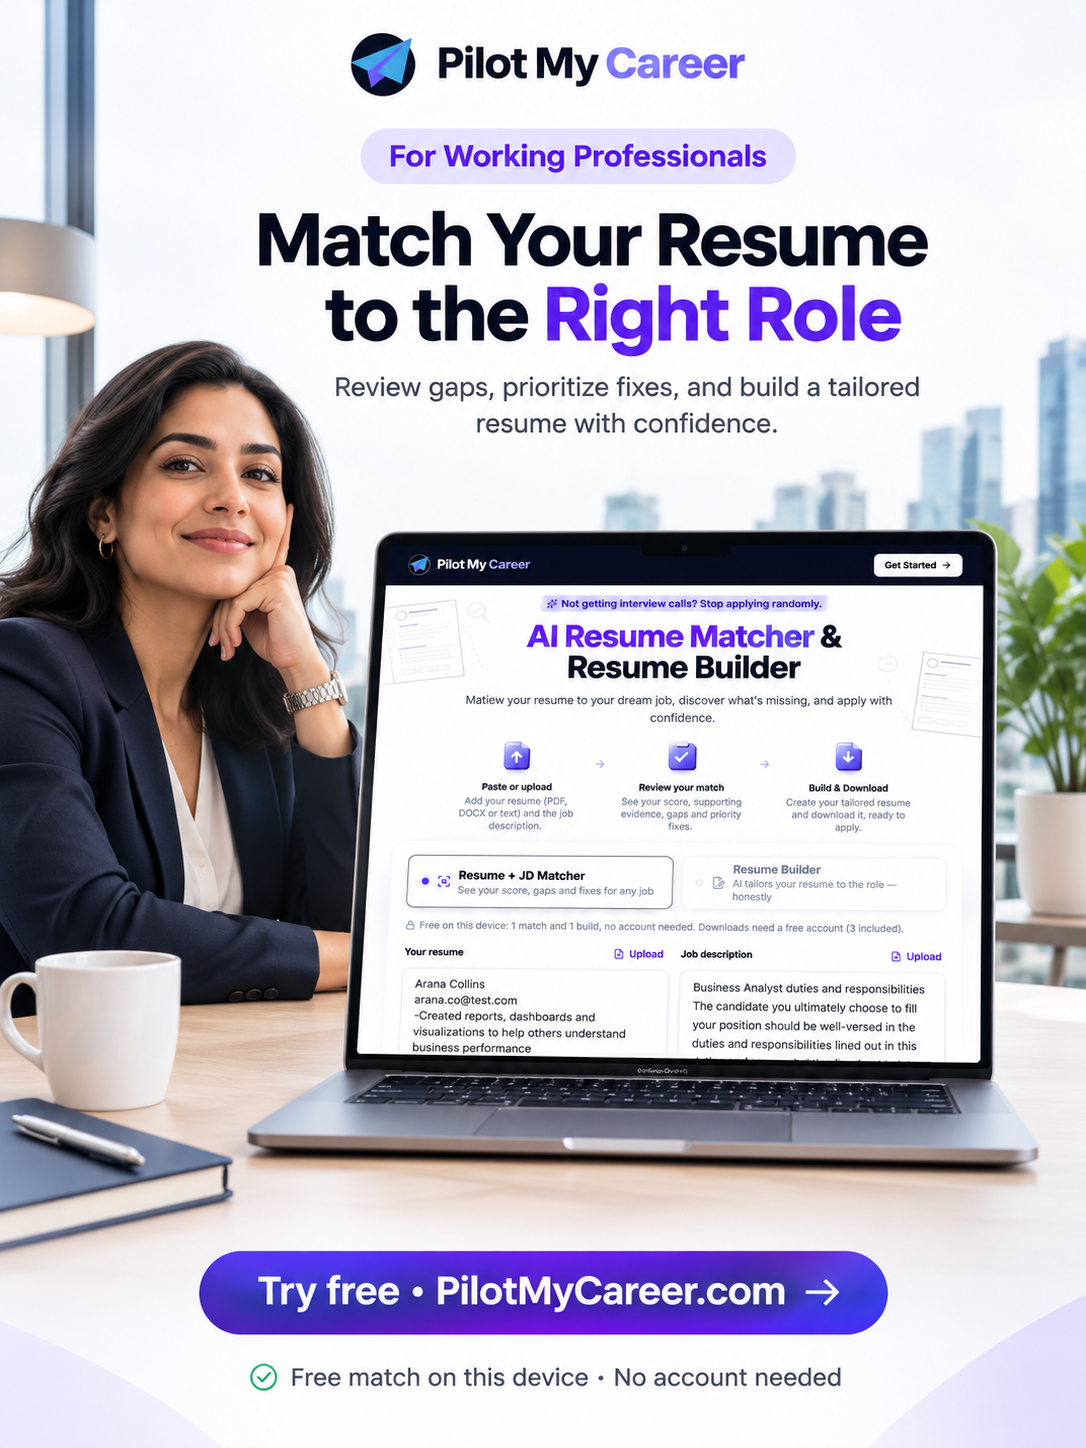 Pilot My Career
For Working Professionals
Match Your Resume
to the Right Role
Review gaps, prioritize fixes, and build a tailored
resume with confidence.
Pilot My Career
Get Started →
Not getting interview calls? Stop applying randomly.
AI Resume Matcher &
Resume Builder
Matiew your resume to your dream job, discover what's missing, and apply with
confidence.
Paste or upload
Add your resume (PDF,
DOCX or text) and the job
description.
Review your match
See your score, supporting
evidence, gaps and priority
fixes.
Build & Download
Create your tailored resume
and download it, ready to
apply.
Resume + JD Matcher
See your score, gaps and fixes for any job
Resume Builder
AI tailors your resume to the role —
honestly
Free on this device: 1 match and 1 build, no account needed. Downloads need a free account (3 included).
Your resume
Upload
Arana Collins
arana.co@test.com
-Created reports, dashboards and
visualizations to help others understand
business performance
Job description
Upload
Business Analyst duties and responsibilities
The candidate you ultimately choose to fill
your position should be well-versed in the
duties and responsibilities lined out in this
Try free • PilotMyCareer.com →
Free match on this device • No account needed